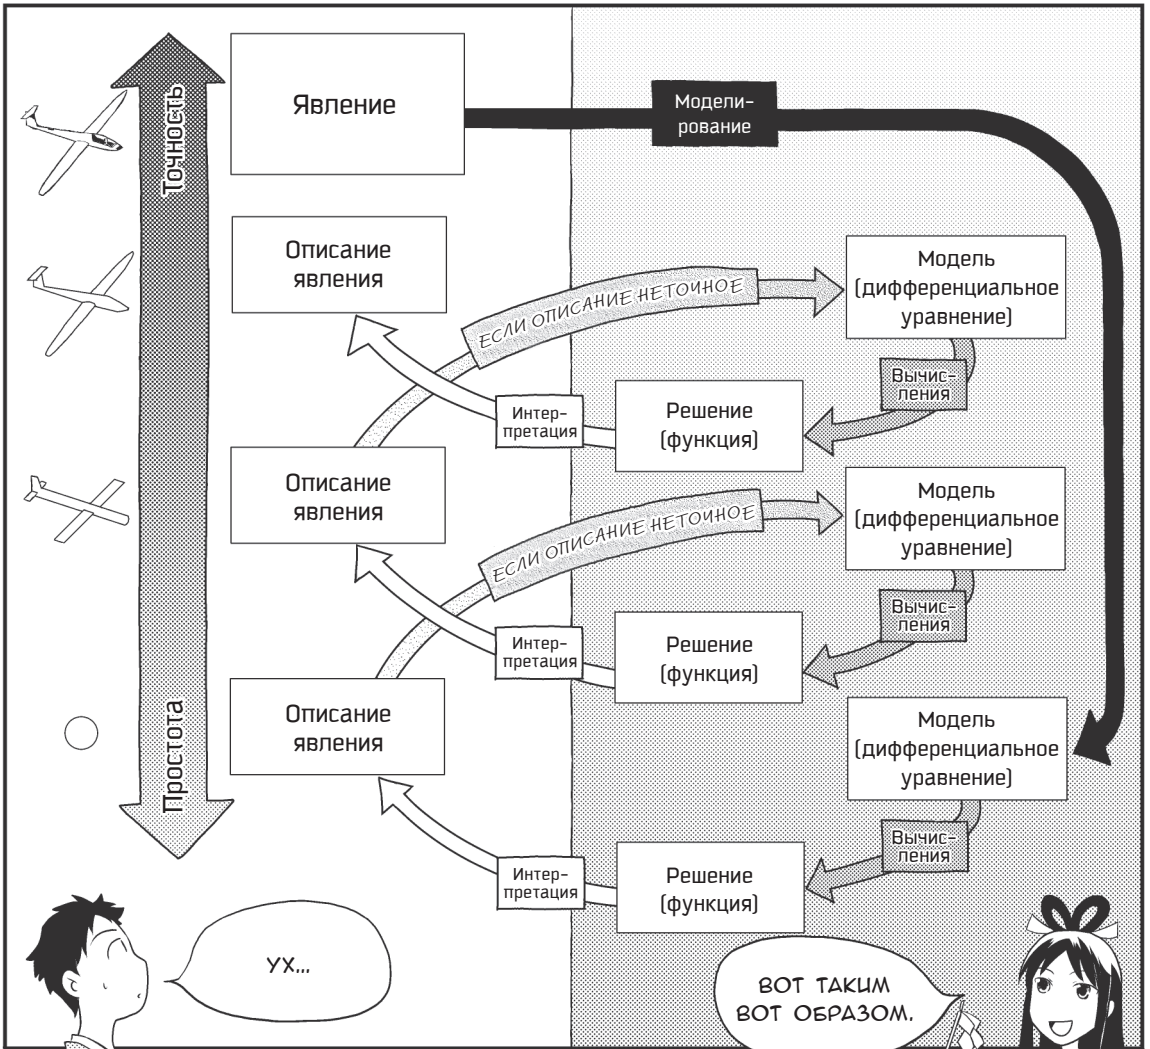 Точность
Явление
Модели-
рование
Описание
явления
ЕСЛИ ОПИСАНИЕ НЕТОЧНОЕ
Модель
(дифференциальное
уравнение)
Вычис-
ления
Решение
(функция)
Интер-
претация
Описание
явления
ЕСЛИ ОПИСАНИЕ НЕТОЧНОЕ
Модель
(дифференциальное
уравнение)
Вычис-
ления
Решение
(функция)
Интер-
претация
Описание
явления
Простота
Модель
(дифференциальное
уравнение)
Вычис-
ления
Решение
(функция)
Интер-
претация
УХ...
ВОТ ТАКИМ
ВОТ ОБРАЗОМ.